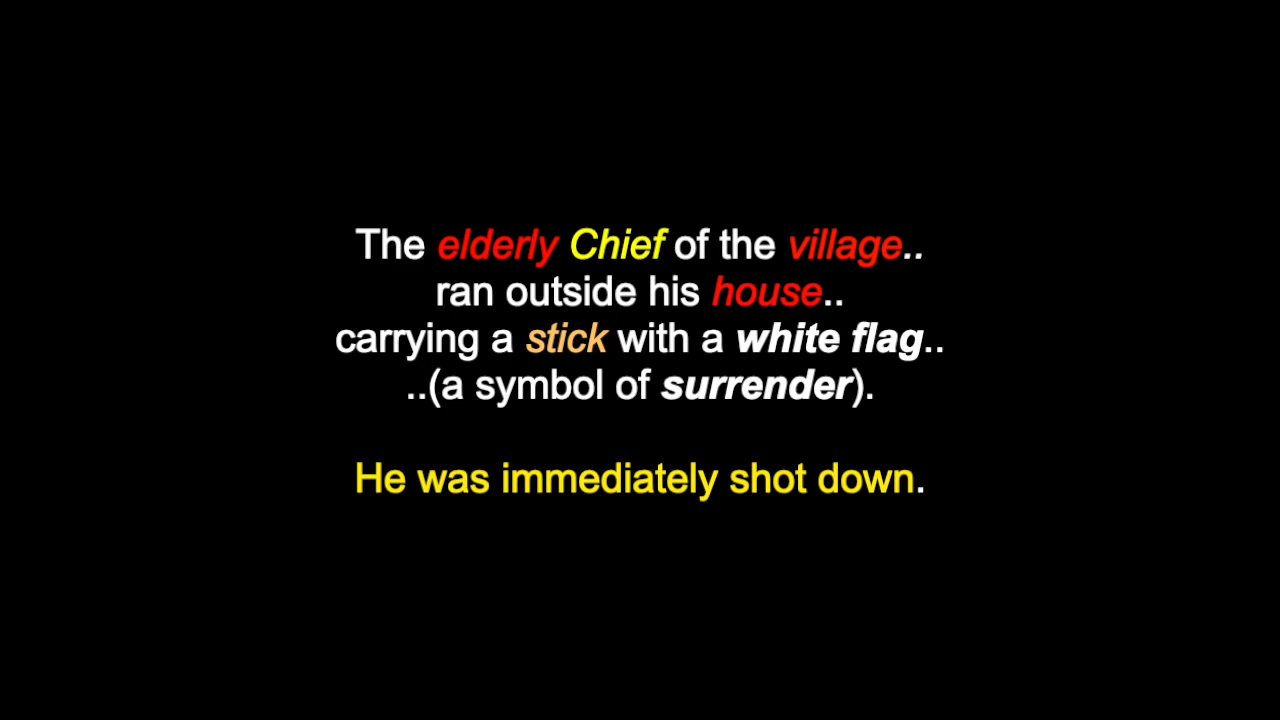 The elderly Chief of the village..
ran outside his house..
carrying a stick with a white flag..
..(a symbol of surrender).
He was immediately shot down.